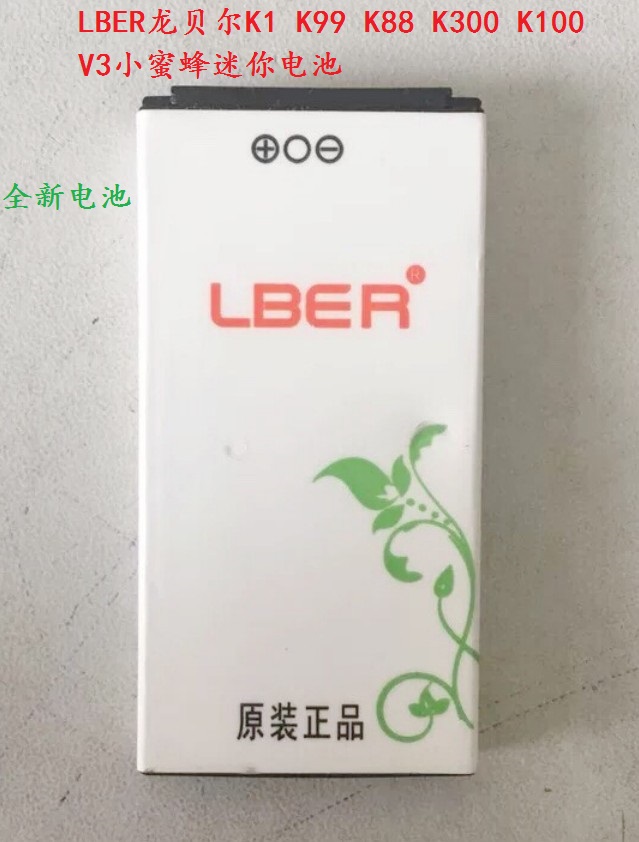 LBER龙贝尔K1 K99 K88 K300 K100
V3小蜜蜂迷你电池
全新电池
⊕○⊖
LBER®
原装正品